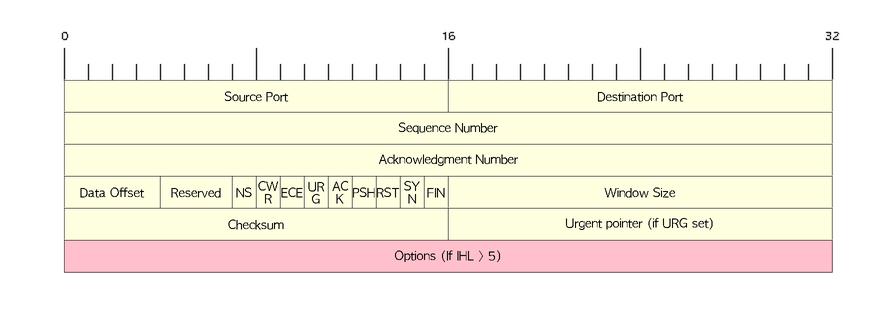 0 16 32
Source Port Destination Port
Sequence Number
Acknowledgment Number
Data Offset Reserved NS CWR ECE URG ACK PSH RST SYN FIN Window Size
Checksum Urgent pointer (if URG set)
Options (If IHL > 5)